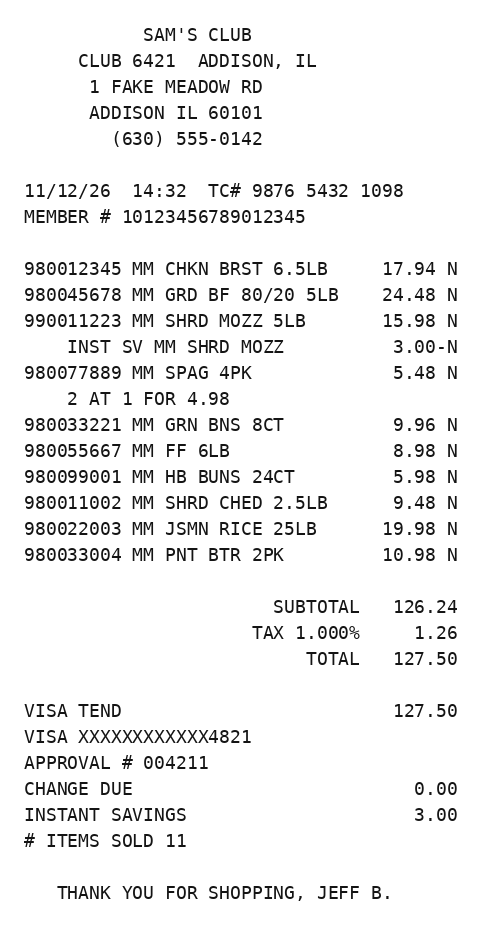 SAM'S CLUB
CLUB 6421  ADDISON, IL
1 FAKE MEADOW RD
ADDISON IL 60101
(630) 555-0142
11/12/26  14:32  TC# 9876 5432 1098
MEMBER # 10123456789012345
980012345 MM CHKN BRST 6.5LB 17.94 N
980045678 MM GRD BF 80/20 5LB 24.48 N
990011223 MM SHRD MOZZ 5LB 15.98 N
INST SV MM SHRD MOZZ 3.00-N
980077889 MM SPAG 4PK 5.48 N
2 AT 1 FOR 4.98
980033221 MM GRN BNS 8CT 9.96 N
980055667 MM FF 6LB 8.98 N
980099001 MM HB BUNS 24CT 5.98 N
980011002 MM SHRD CHED 2.5LB 9.48 N
980022003 MM JSMN RICE 25LB 19.98 N
980033004 MM PNT BTR 2PK 10.98 N
SUBTOTAL 126.24
TAX 1.000% 1.26
TOTAL 127.50
VISA TEND 127.50
VISA XXXXXXXXXXXX4821
APPROVAL # 004211
CHANGE DUE 0.00
INSTANT SAVINGS 3.00
# ITEMS SOLD 11
THANK YOU FOR SHOPPING, JEFF B.